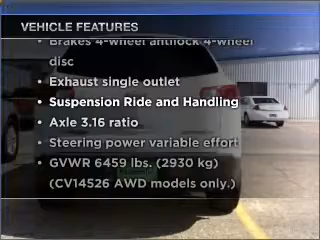 VEHICLE FEATURES
• Brakes 4-wheel antilock 4-wheel
disc
• Exhaust single outlet
• Suspension Ride and Handling
• Axle 3.16 ratio
• Steering power variable effort
• GVWR 6459 lbs. (2930 kg)
(CV14526 AWD models only.)